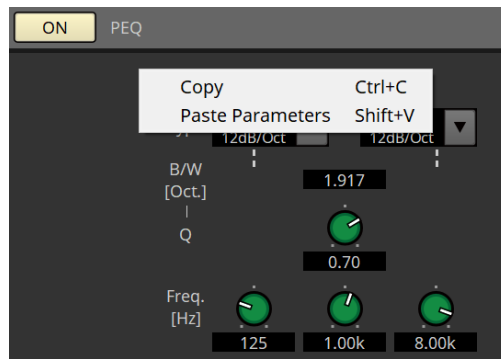 ON PEQ
Copy Ctrl+C
Paste Parameters Shift+V
12dB/Oct 12dB/Oct
B/W
[Oct.]
1.917
Q
0.70
Freq.
[Hz]
125 1.00k 8.00k